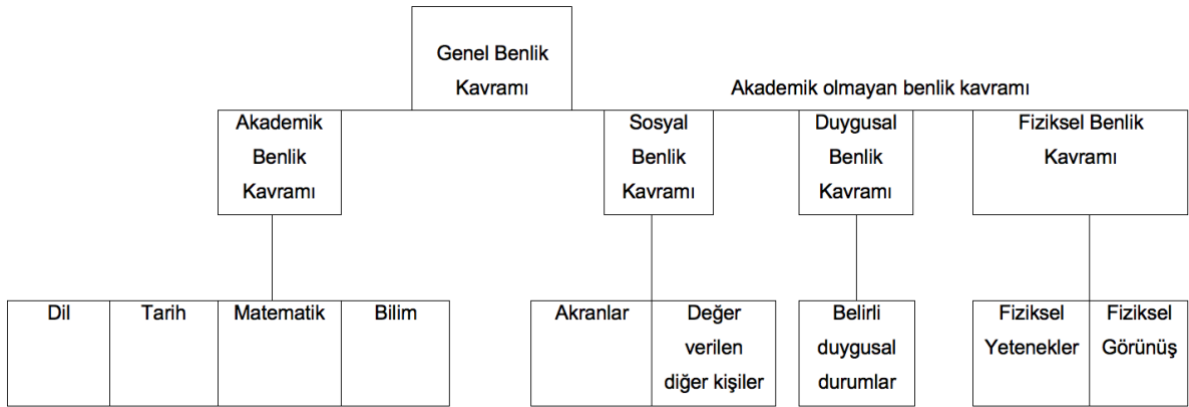 Genel Benlik
Kavramı
Akademik olmayan benlik kavramı
Akademik
Benlik
Kavramı
Sosyal
Benlik
Kavramı
Duygusal
Benlik
Kavramı
Fiziksel Benlik
Kavramı
Dil
Tarih
Matematik
Bilim
Akranlar
Değer
verilen
diğer kişiler
Belirli
duygusal
durumlar
Fiziksel
Yetenekler
Fiziksel
Görünüş